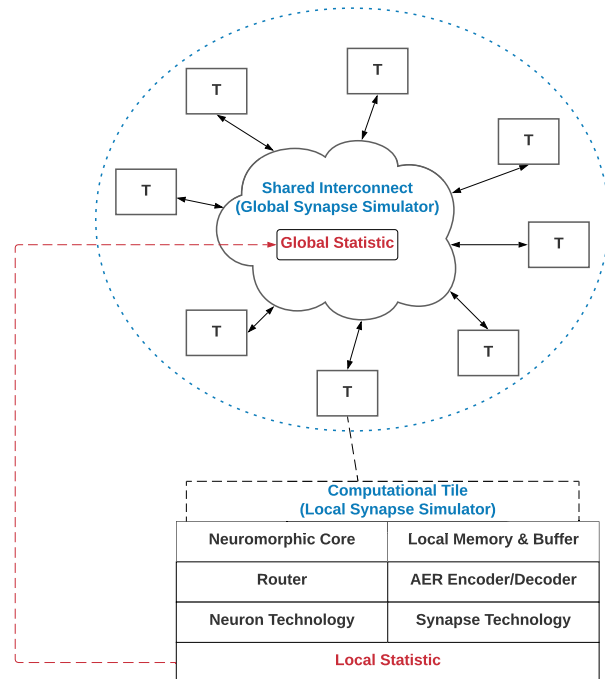 T
T
T
T
Shared Interconnect
(Global Synapse Simulator)
Global Statistic
T
T
T
T
Computational Tile
(Local Synapse Simulator)
Neuromorphic Core
Local Memory & Buffer
Router
AER Encoder/Decoder
Neuron Technology
Synapse Technology
Local Statistic